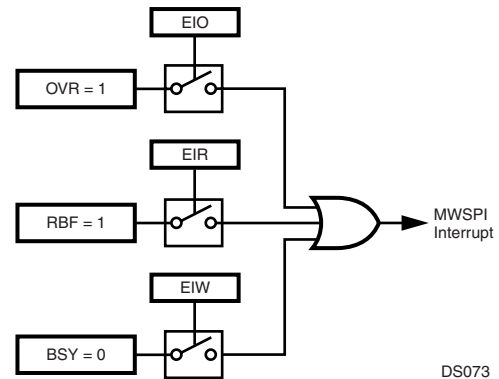 EIO
OVR = 1
EIR
RBF = 1
MWSPI
Interrupt
EIW
BSY = 0
DS073